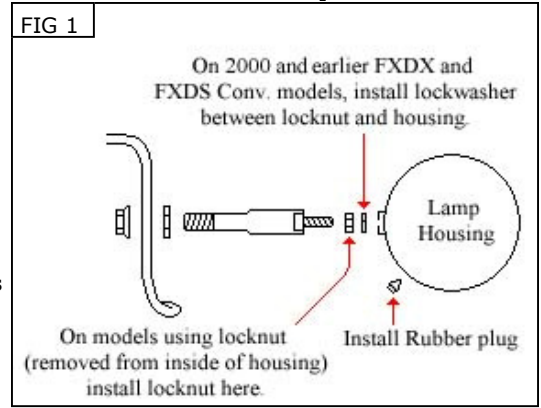 FIG 1
On 2000 and earlier FXDX and
FXDS Conv. models, install lockwasher
between locknut and housing.
Lamp
Housing
s
On models using locknut
(removed from inside of housing)
install locknut here.
Install Rubber plug